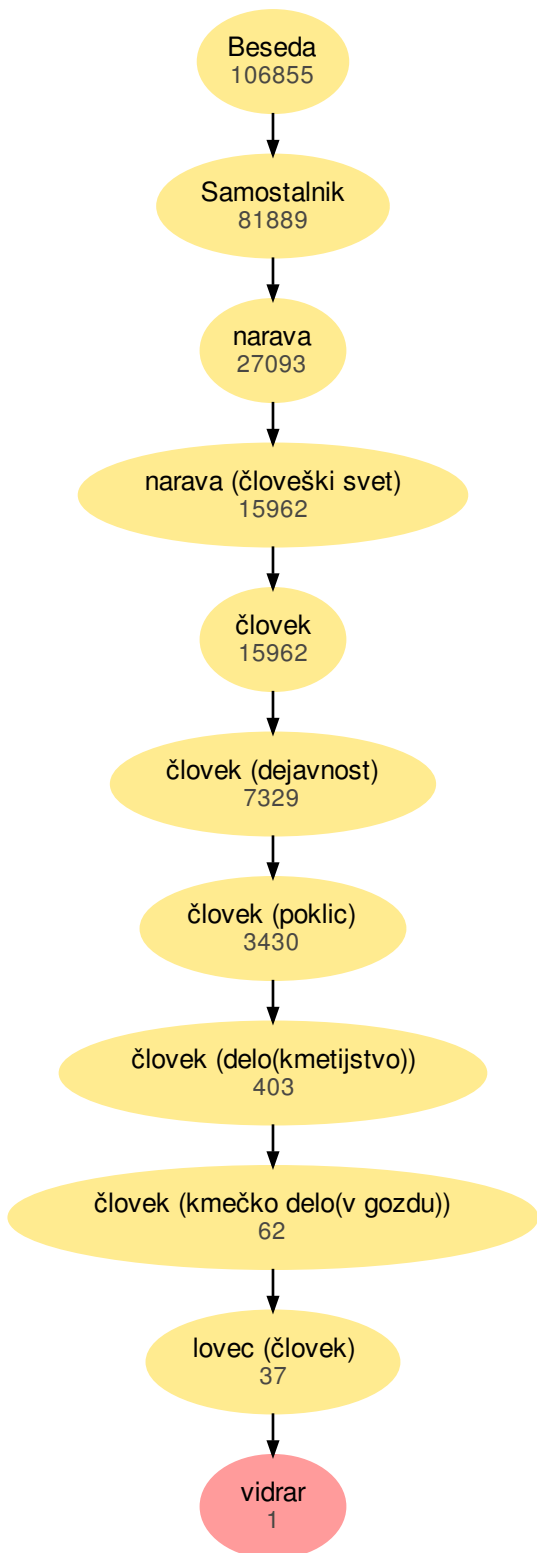 Beseda
106855
Samostalnik
81889
narava
27093
narava (človeški svet)
15962
človek
15962
človek (dejavnost)
7329
človek (poklic)
3430
človek (delo(kmetijstvo))
403
človek (kmečko delo(v gozdu))
62
lovec (človek)
37
vidrar
1